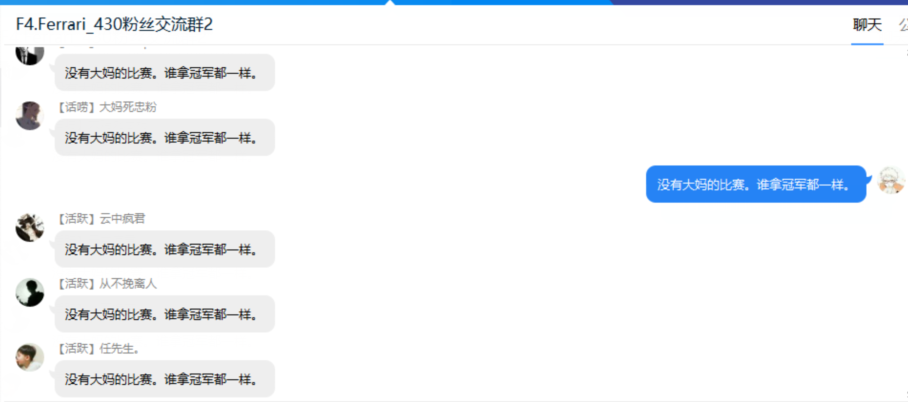 F4.Ferrari_430粉丝交流群2
聊天
没有大妈的比赛。谁拿冠军都一样。
【话唠】大妈死忠粉
没有大妈的比赛。谁拿冠军都一样。
没有大妈的比赛。谁拿冠军都一样。
【活跃】云中疯君
没有大妈的比赛。谁拿冠军都一样。
【活跃】从不挽离人
没有大妈的比赛。谁拿冠军都一样。
【活跃】任先生。
没有大妈的比赛。谁拿冠军都一样。